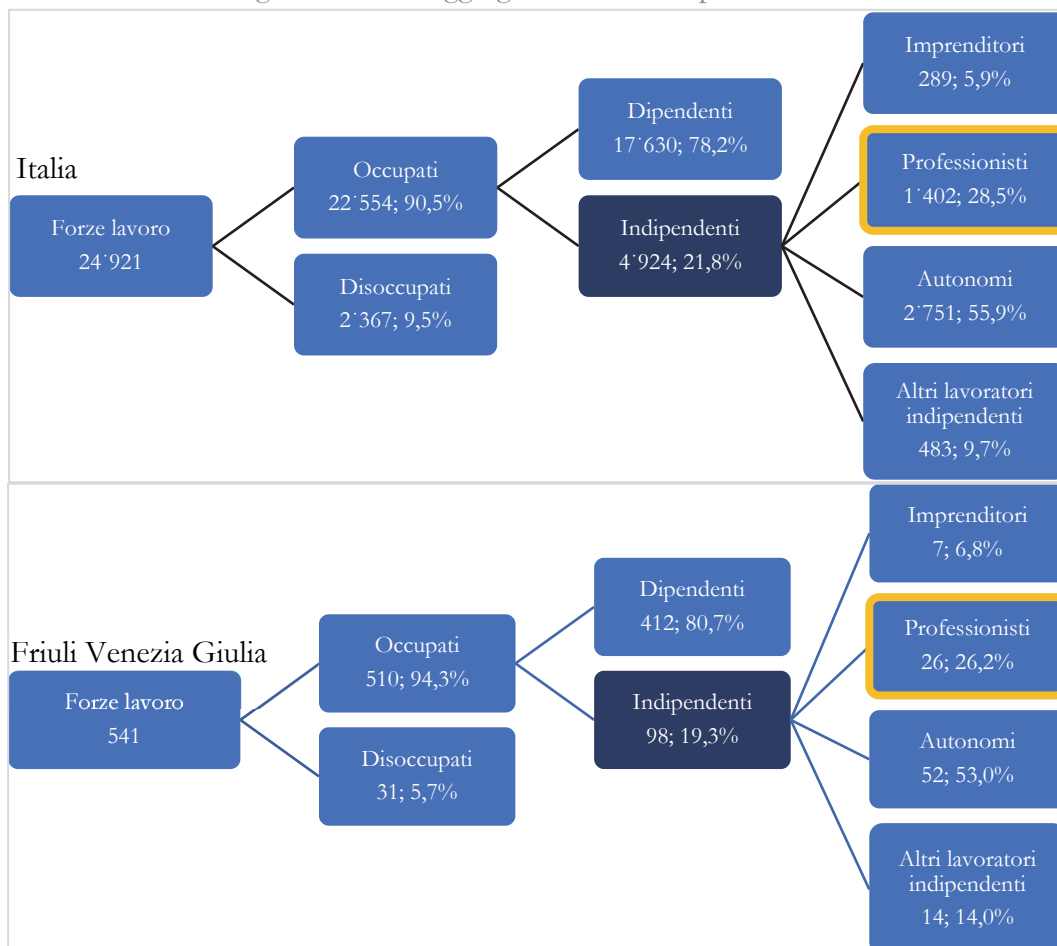 Italia
Forze lavoro
24˙921
Occupati
22˙554; 90,5%
Disoccupati
2˙367; 9,5%
Dipendenti
17˙630; 78,2%
Indipendenti
4˙924; 21,8%
Imprenditori
289; 5,9%
Professionisti
1˙402; 28,5%
Autonomi
2˙751; 55,9%
Altri lavoratori
indipendenti
483; 9,7%
Friuli Venezia Giulia
Forze lavoro
541
Occupati
510; 94,3%
Disoccupati
31; 5,7%
Dipendenti
412; 80,7%
Indipendenti
98; 19,3%
Imprenditori
7; 6,8%
Professionisti
26; 26,2%
Autonomi
52; 53,0%
Altri lavoratori
indipendenti
14; 14,0%